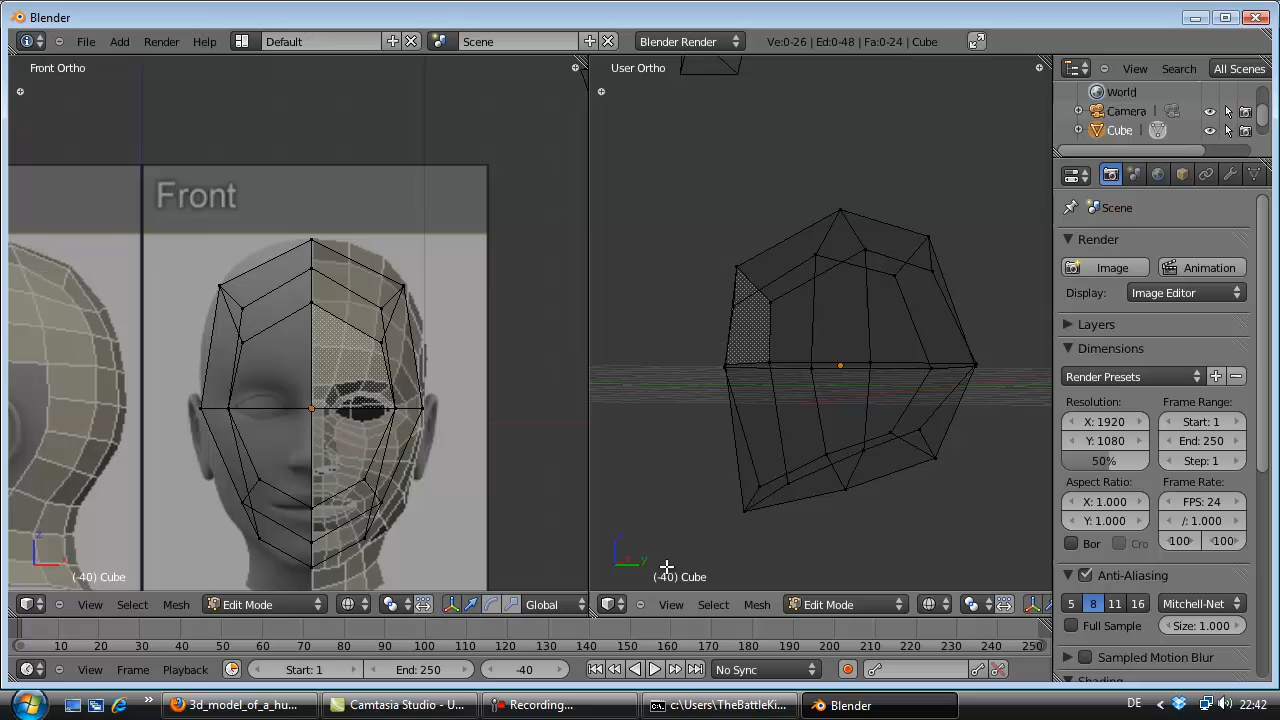 Blender
File Add Render Help Default Scene Blender Render Ve:0-26 | Ed:0-48 | Fa:0-24 | Cube
Front Ortho
User Ortho
View Search All Scenes
World
Camera
Cube
Front
Scene
Render
Image Animation
Display: Image Editor
Layers
Dimensions
Render Presets
Resolution: Frame Range:
X: 1920 Start: 1
Y: 1080 End: 250
50% Step: 1
Aspect Ratio: Frame Rate:
X: 1.000 FPS: 24
Y: 1.000 /: 1.000
Bor Cro 100 100
Anti-Aliasing
5 8 11 16 Mitchell-Net
Full Sample Size: 1.000
Sampled Motion Blur
z
y
(-40) Cube
(-40) Cube
View Select Mesh Edit Mode Global
View Select Mesh Edit Mode
10 20 30 40 50 60 70 80 90 100 110 120 130 140 150 160 170 180 190 200 210 220 230 240 250
View Frame Playback Start: 1 End: 250 -40 No Sync
3d_model_of_a_hu... Camtasia Studio - U... Recording... c:\Users\TheBattleKi... Blender DE 22:42